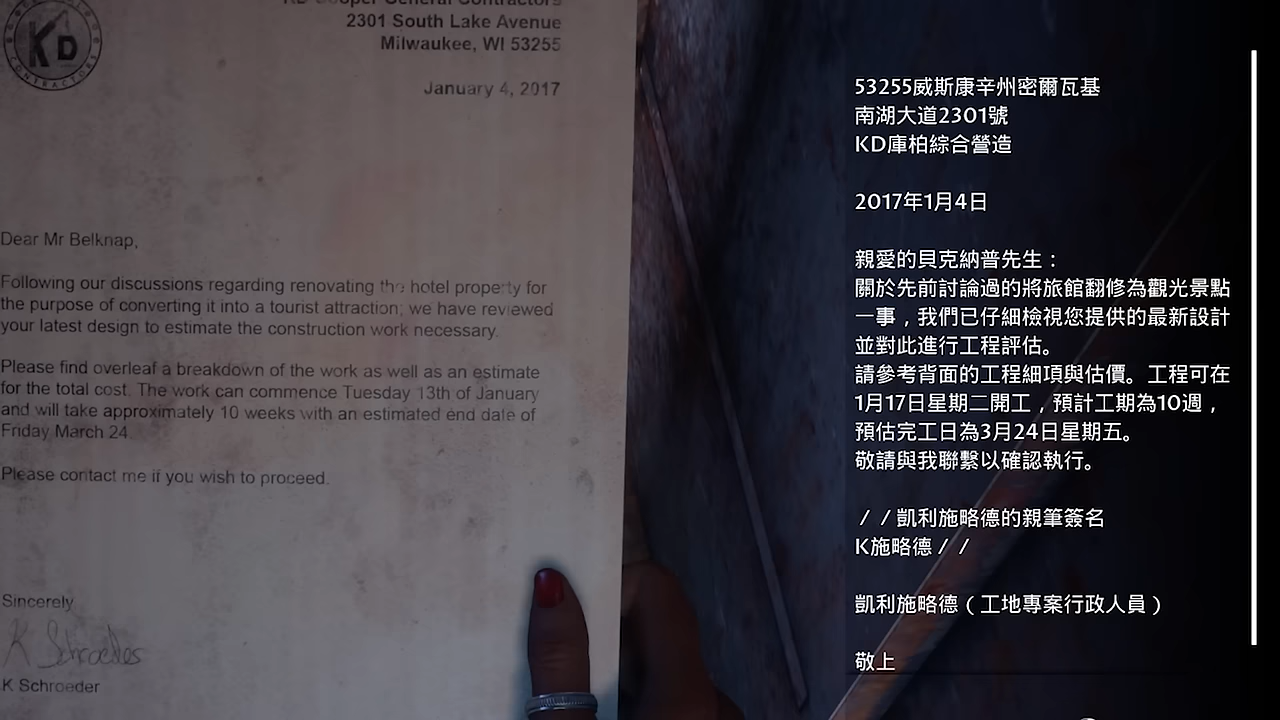 KD
CONTRACTORS
KD Cooper General Contractors
2301 South Lake Avenue
Milwaukee, WI 53255
January 4, 2017
Dear Mr Belknap,
Following our discussions regarding renovating the hotel property for
the purpose of converting it into a tourist attraction; we have reviewed
your latest design to estimate the construction work necessary.
Please find overleaf a breakdown of the work as well as an estimate
for the total cost. The work can commence Tuesday 13th of January
and will take approximately 10 weeks with an estimated end date of
Friday March 24.
Please contact me if you wish to proceed.
Sincerely
K Schroeder
K Schroeder
53255威斯康辛州密爾瓦基
南湖大道2301號
KD庫柏綜合營造
2017年1月4日
親愛的貝克納普先生：
關於先前討論過的將旅館翻修為觀光景點
一事，我們已仔細檢視您提供的最新設計
並對此進行工程評估。
請參考背面的工程細項與估價。工程可在
1月17日星期二開工，預計工期為10週，
預估完工日為3月24日星期五。
敬請與我聯繫以確認執行。
／／凱利施略德的親筆簽名
K施略德／／
凱利施略德（工地專案行政人員）
敬上